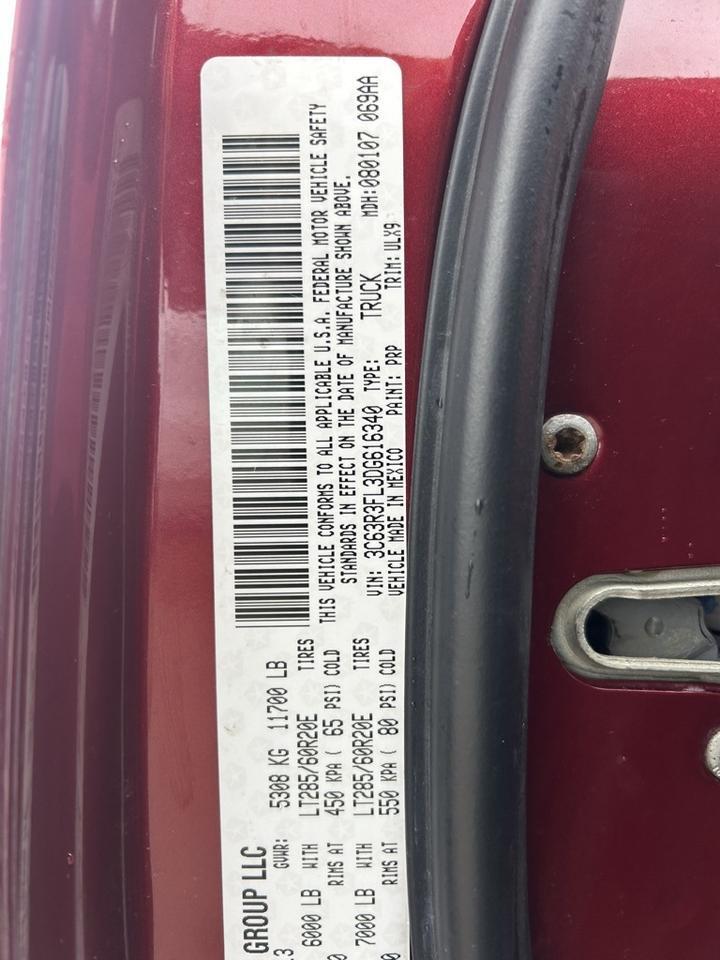 GROUP LLC
.3 GVWR: 5308 KG 11700 LB
6000 LB WITH LT285/60R20E TIRES
0 RIMS AT 450 KPA ( 65 PSI) COLD
7000 LB WITH LT285/60R20E TIRES
0 RIMS AT 550 KPA ( 80 PSI) COLD
THIS VEHICLE CONFORMS TO ALL APPLICABLE U.S.A. FEDERAL MOTOR VEHICLE SAFETY
STANDARDS IN EFFECT ON THE DATE OF MANUFACTURE SHOWN ABOVE.
VIN: 3C63R3FL3DG616340 TYPE: TRUCK MDH:080107 069AA
VEHICLE MADE IN MEXICO PAINT: PRP TRIM: ULX9